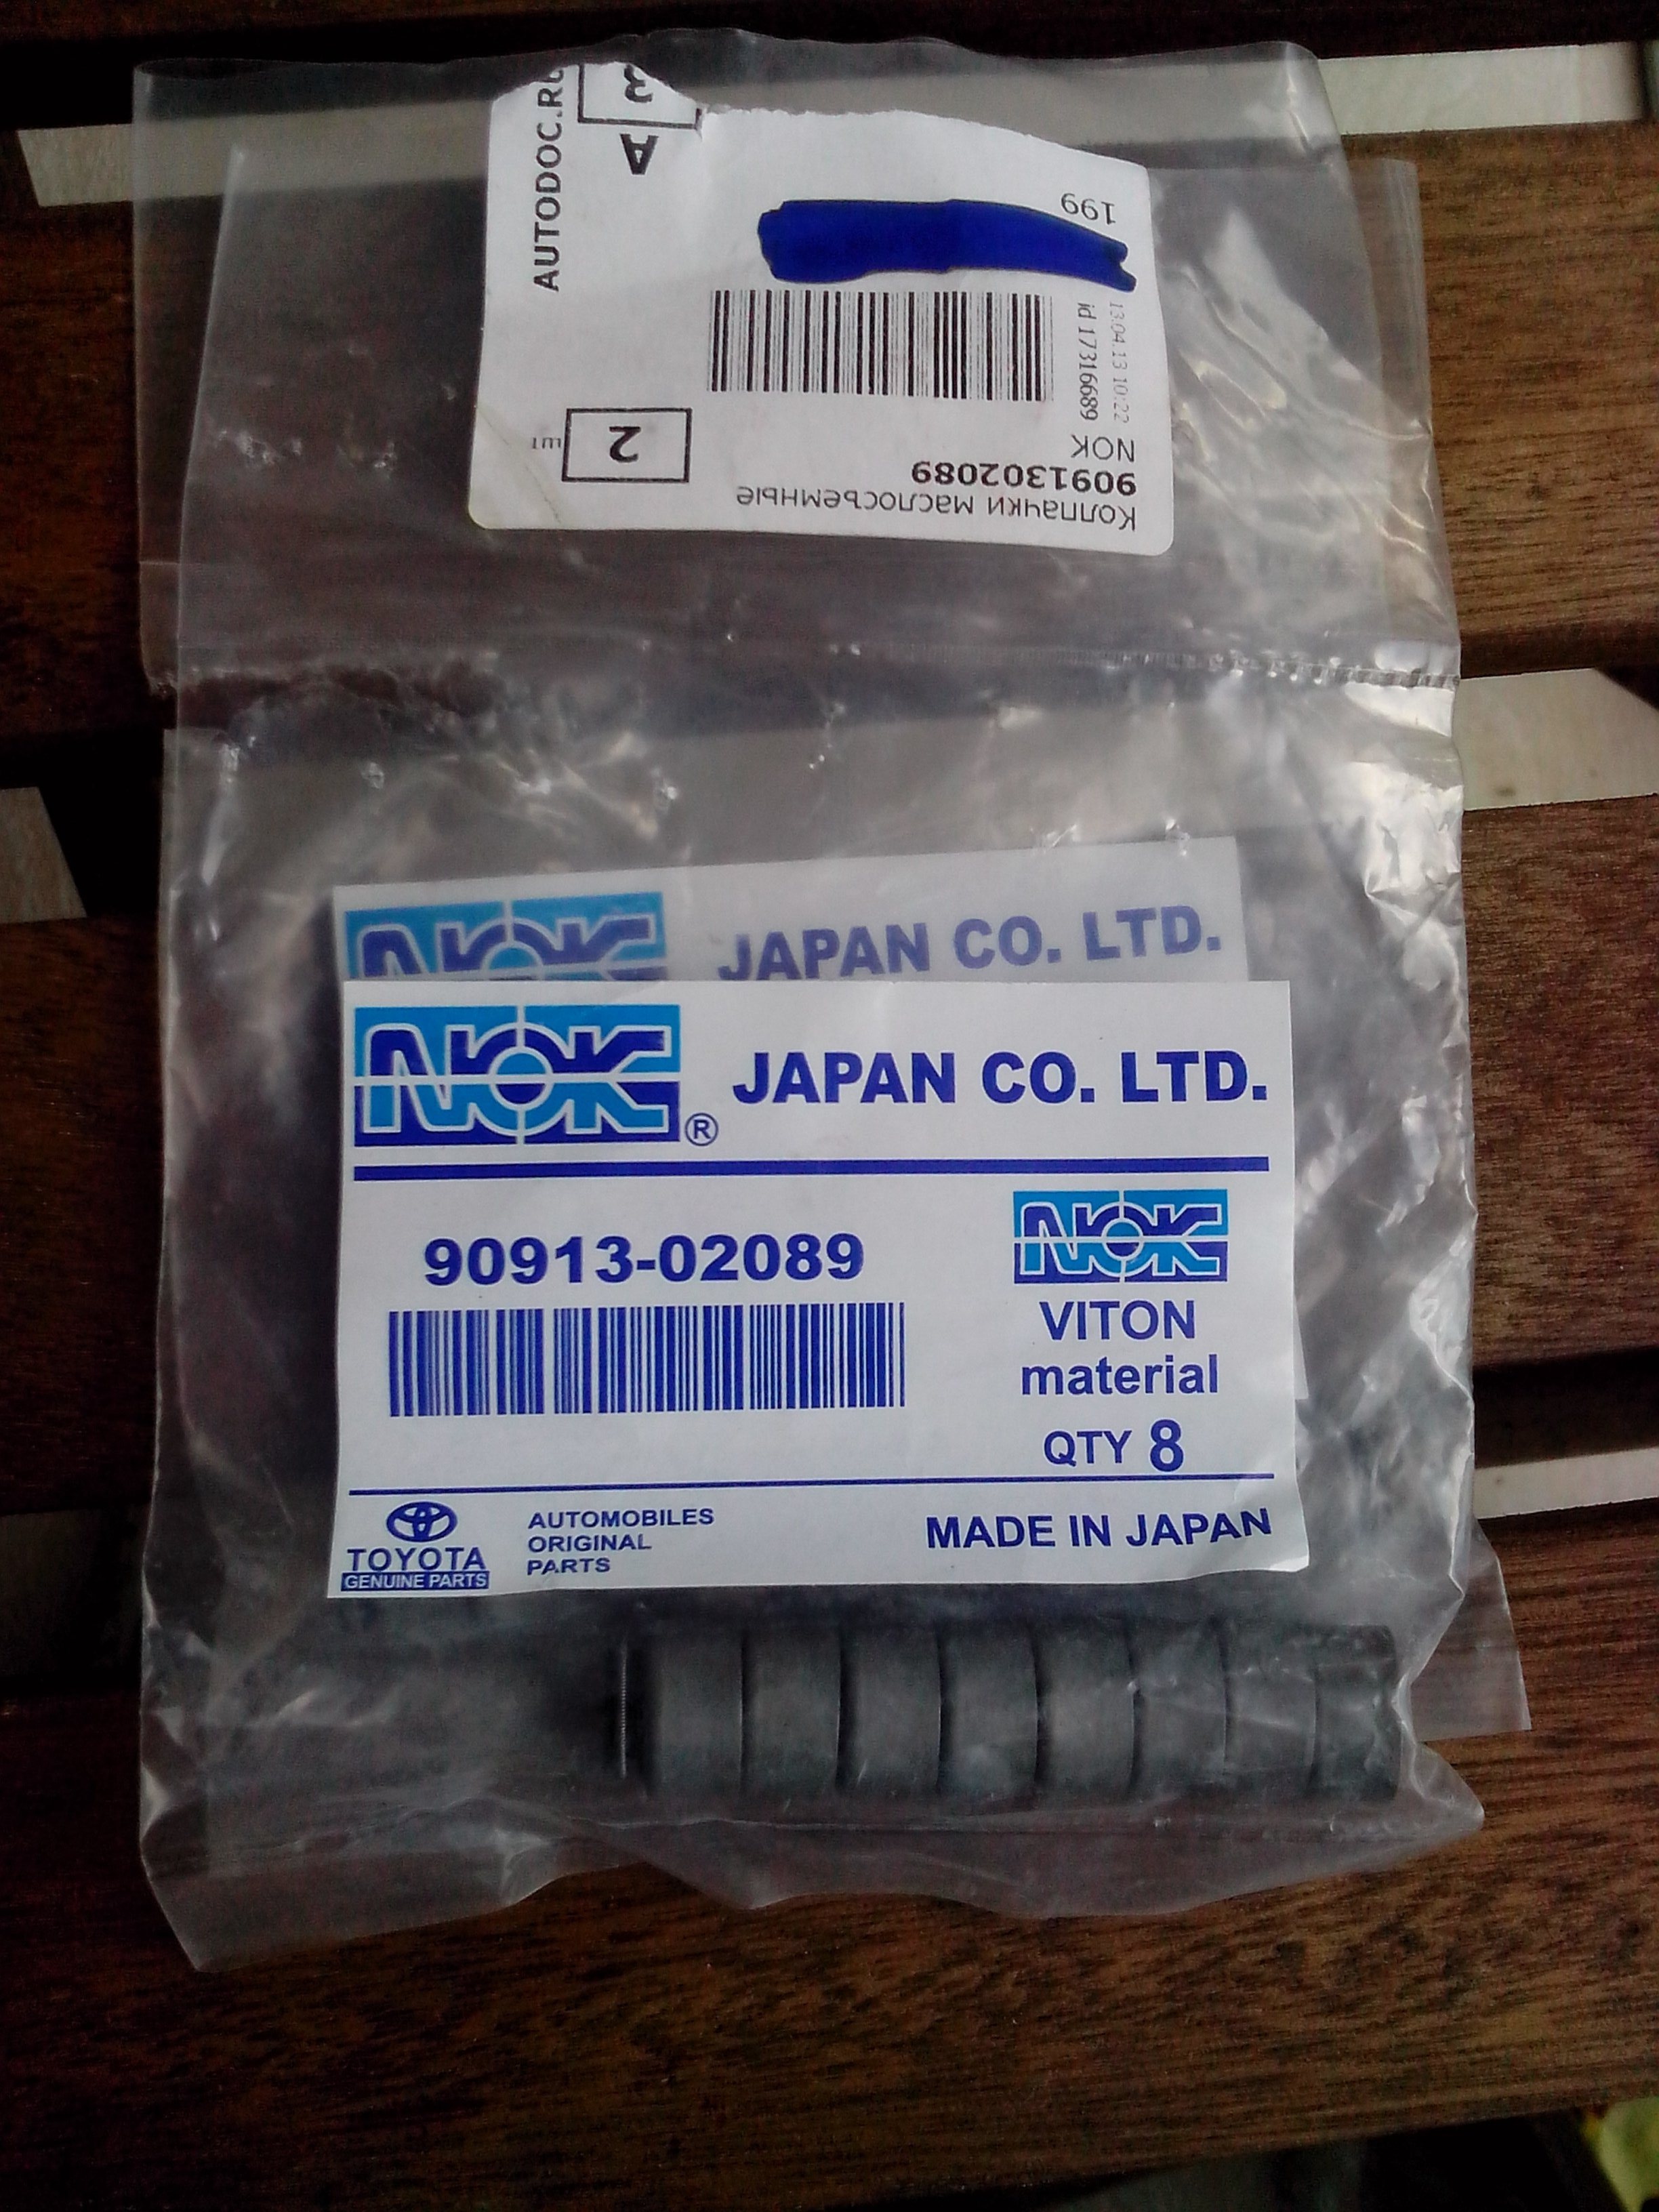 AUTODOC.RU
A
3
199
13.04.13 10:22
id 17316689
2
шт
NOK
9091302089
Колпачки маслосъемные
NOK JAPAN CO. LTD.
NOK® JAPAN CO. LTD.
90913-02089
NOK
VITON
material
QTY 8
TOYOTA
GENUINE PARTS
AUTOMOBILES
ORIGINAL
PARTS
MADE IN JAPAN